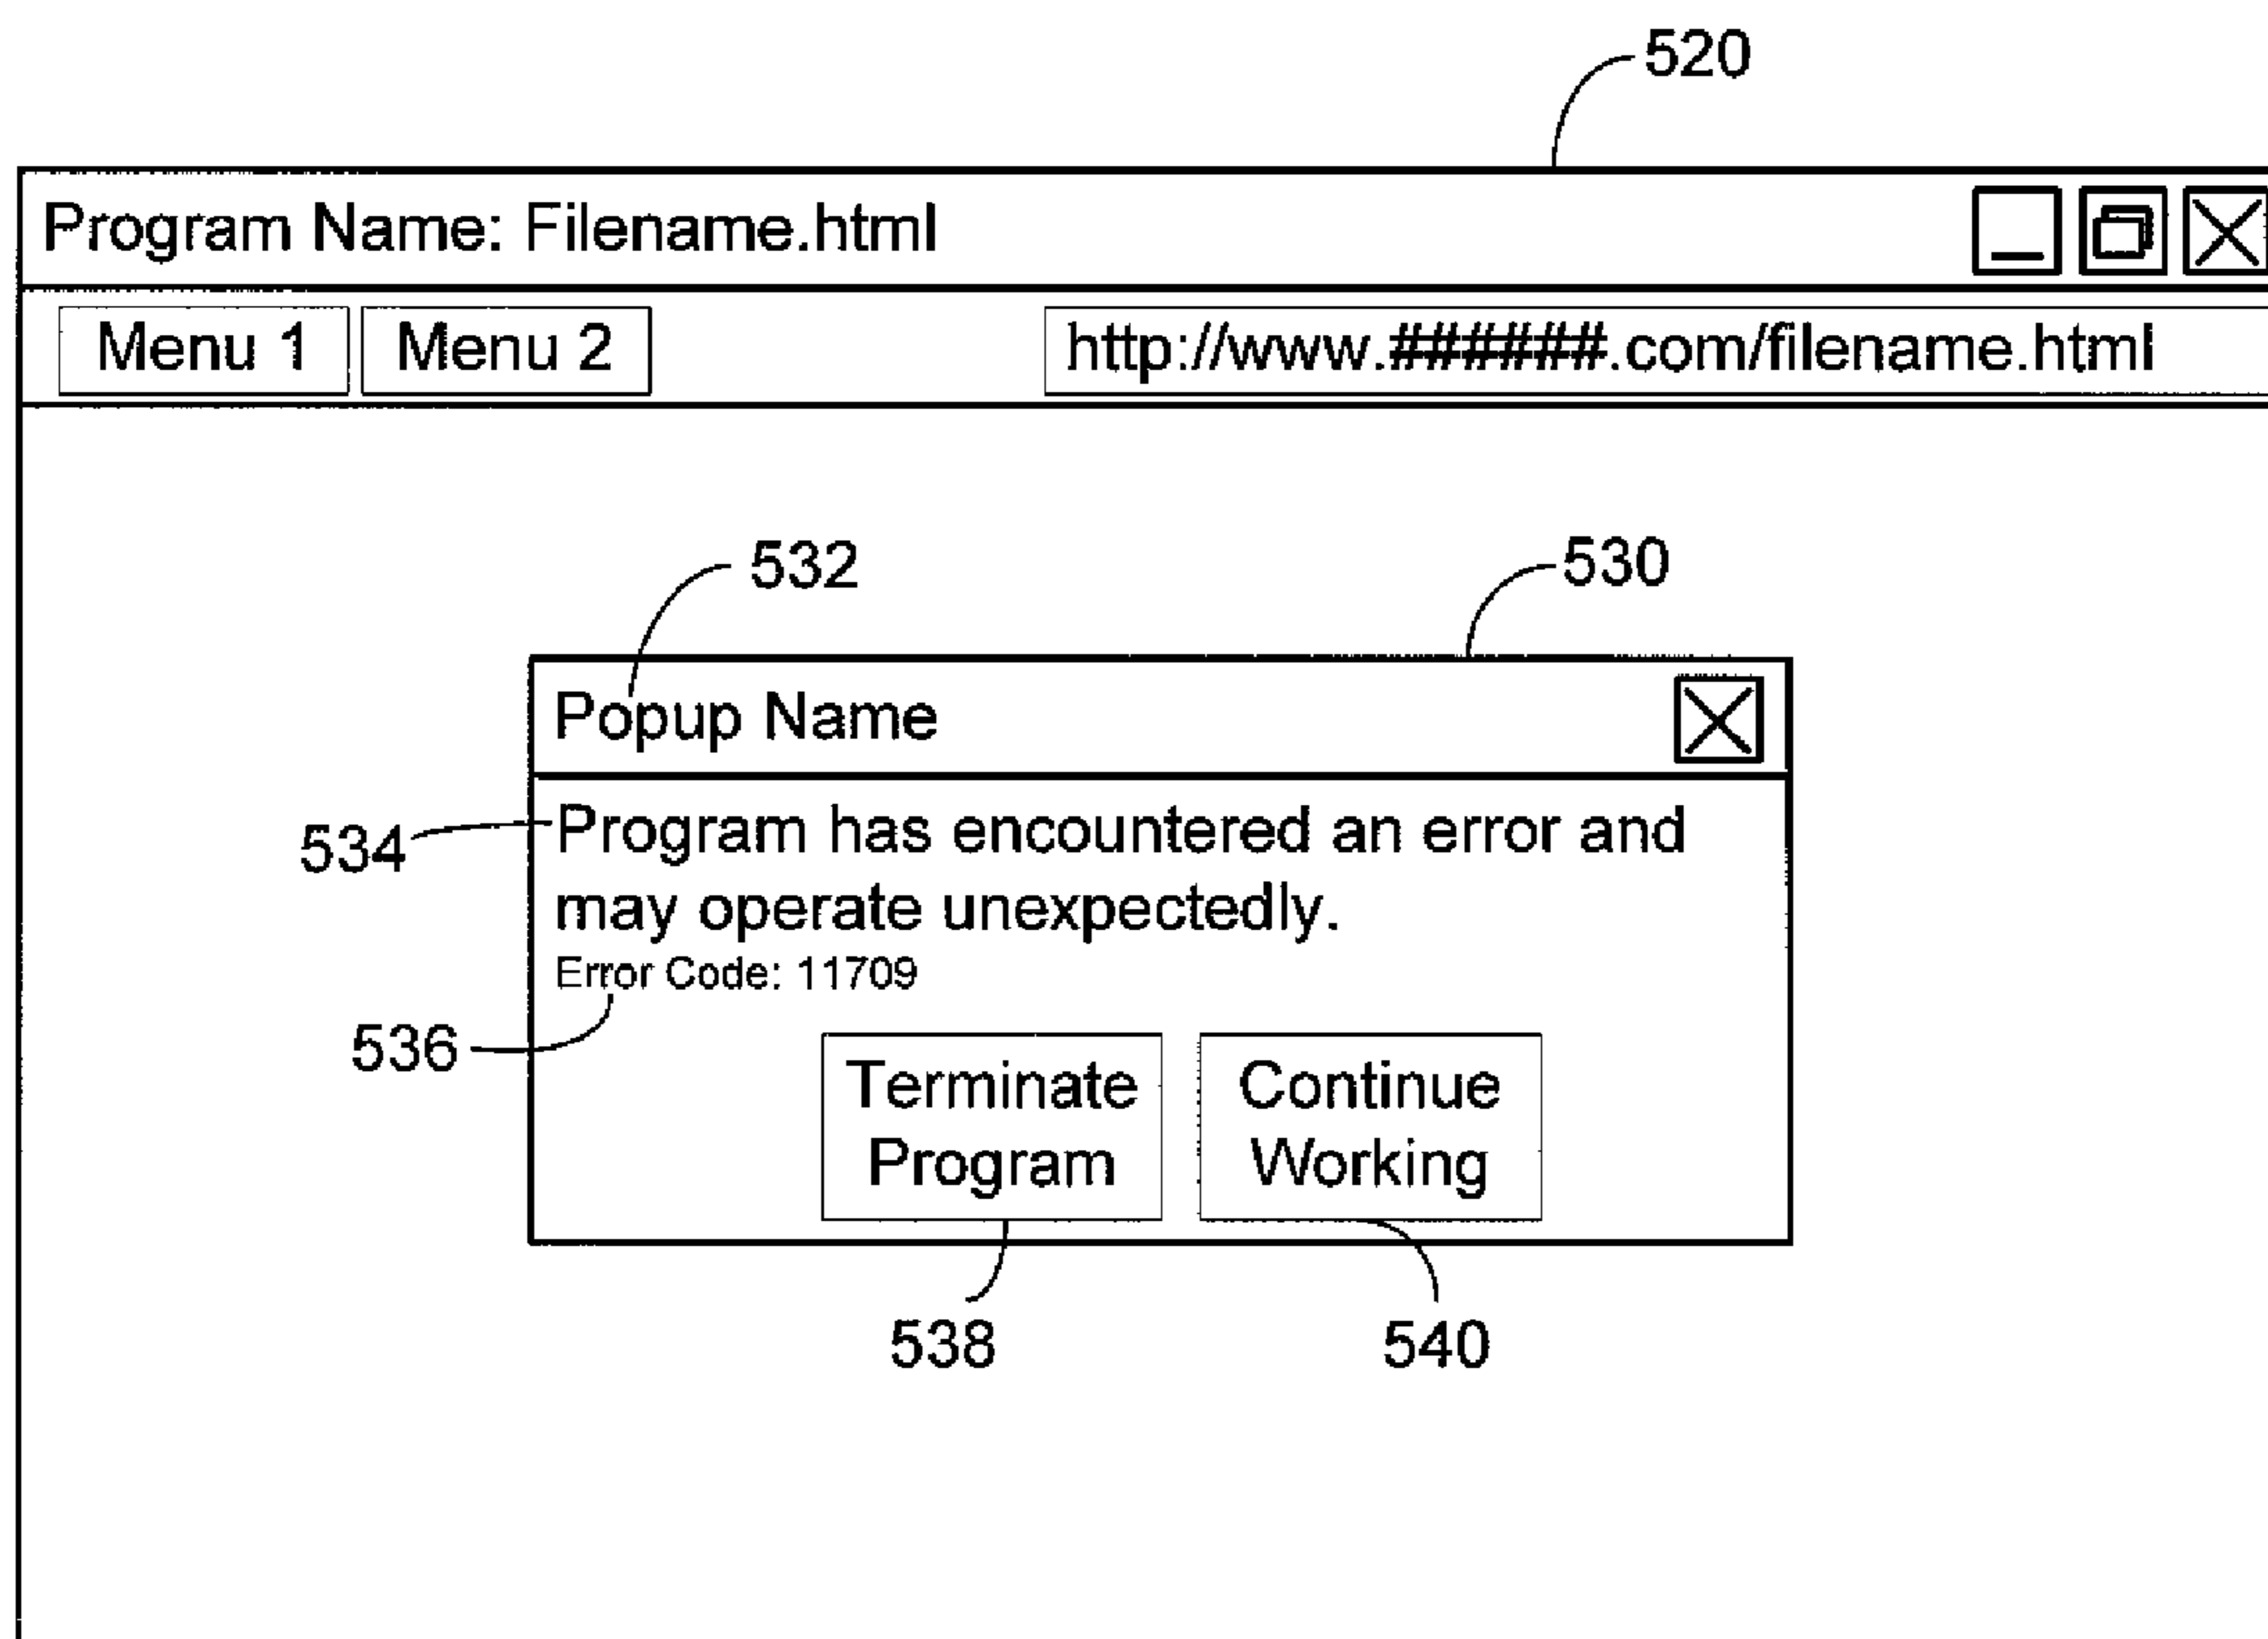 520
Program Name: Filename.html
Menu 1 Menu 2 http://www.######.com/filename.html
532 530
Popup Name
534 Program has encountered an error and
may operate unexpectedly.
Error Code: 11709
536
Terminate Continue
Program Working
538 540